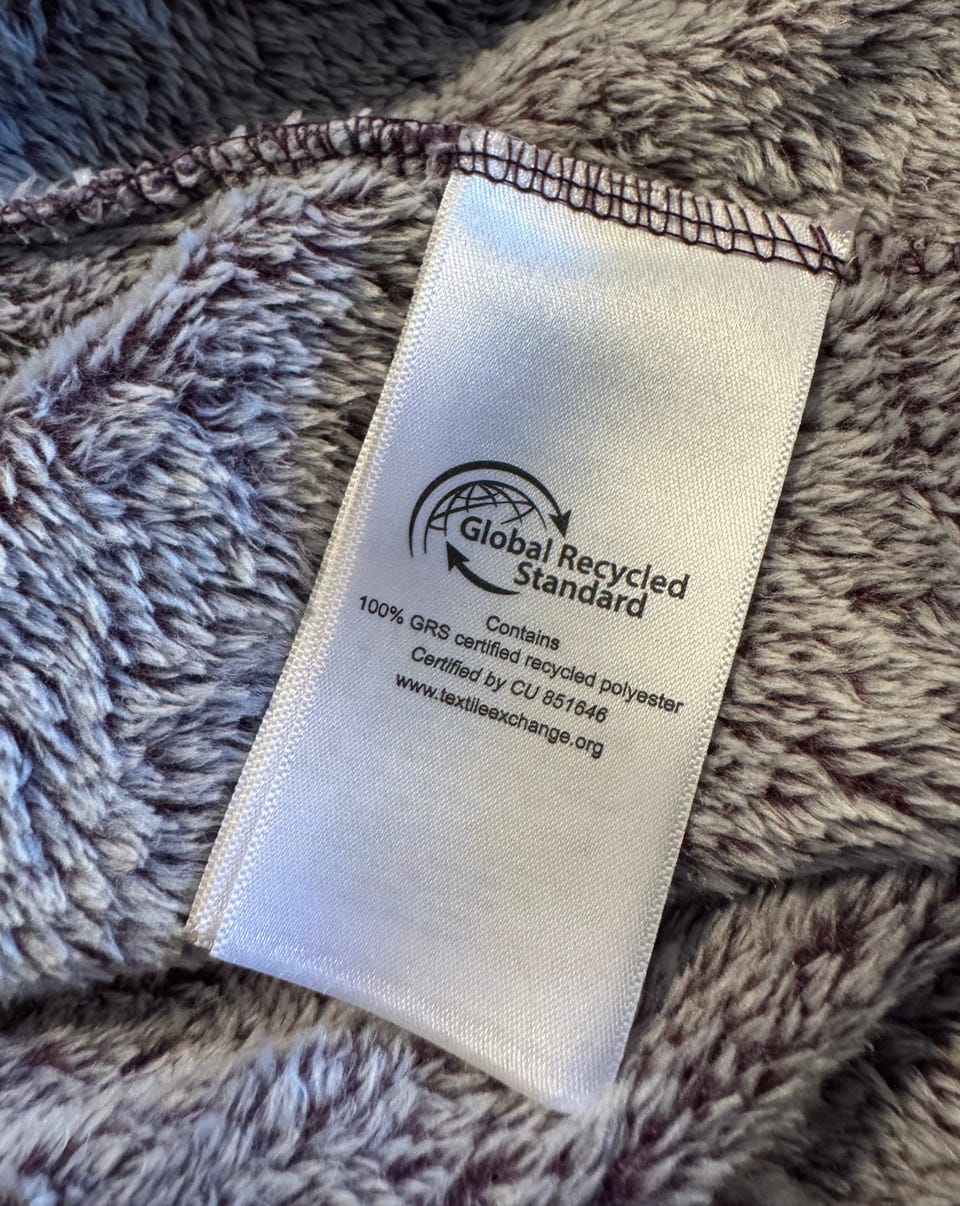 Global Recycled
Standard
Contains
100% GRS certified recycled polyester
Certified by CU 851646
www.textileexchange.org